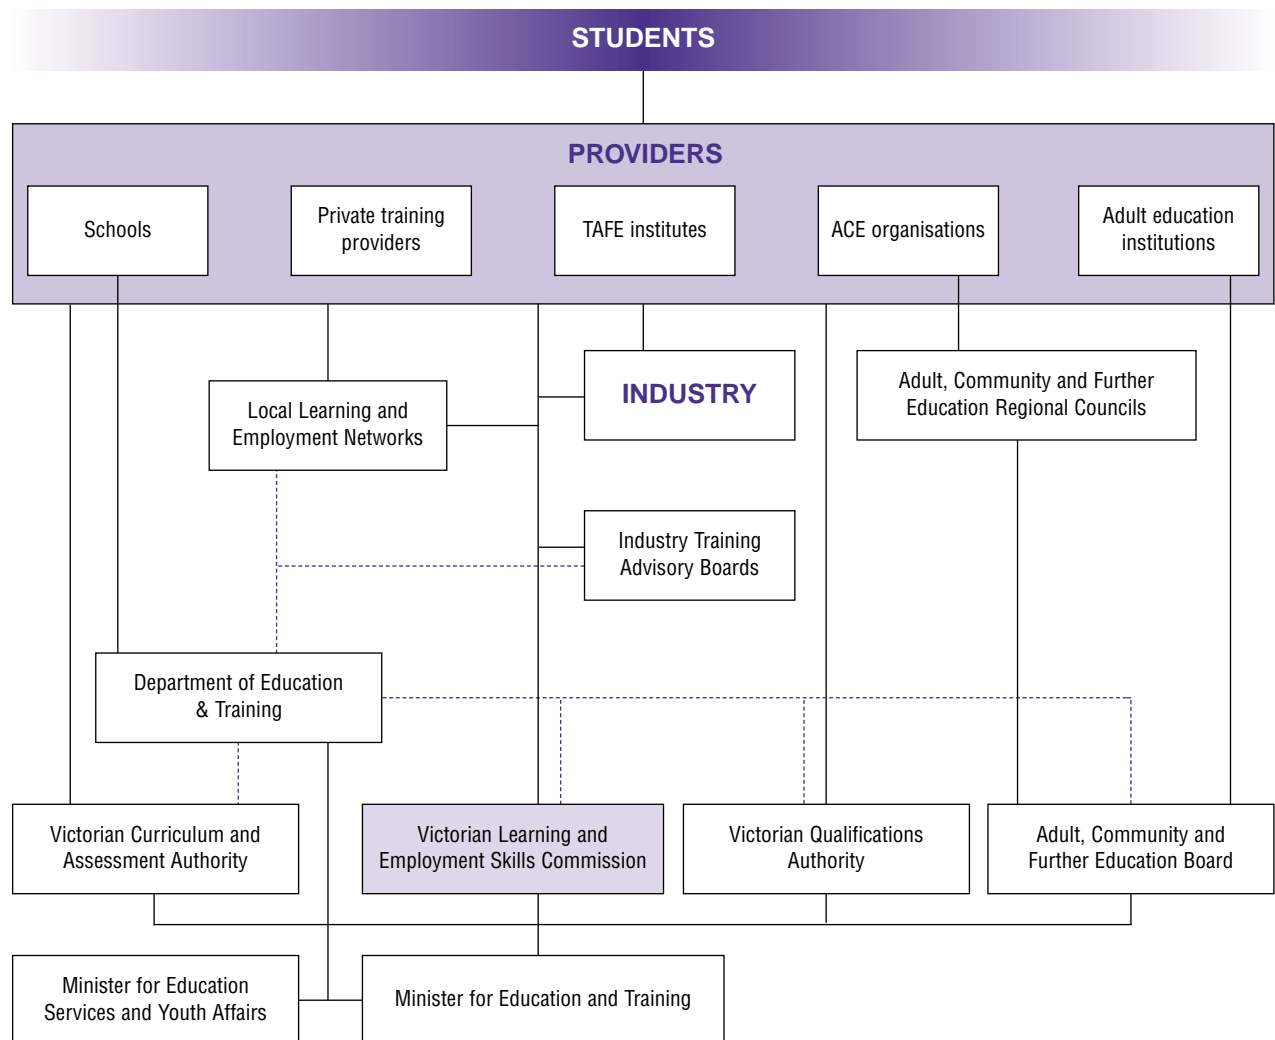 STUDENTS
PROVIDERS
Schools
Private training
providers
TAFE institutes
ACE organisations
Adult education
institutions
Local Learning and
Employment Networks
INDUSTRY
Adult, Community and Further
Education Regional Councils
Industry Training
Advisory Boards
Department of Education
& Training
Victorian Curriculum and
Assessment Authority
Victorian Learning and
Employment Skills Commission
Victorian Qualifications
Authority
Adult, Community and
Further Education Board
Minister for Education
Services and Youth Affairs
Minister for Education and Training